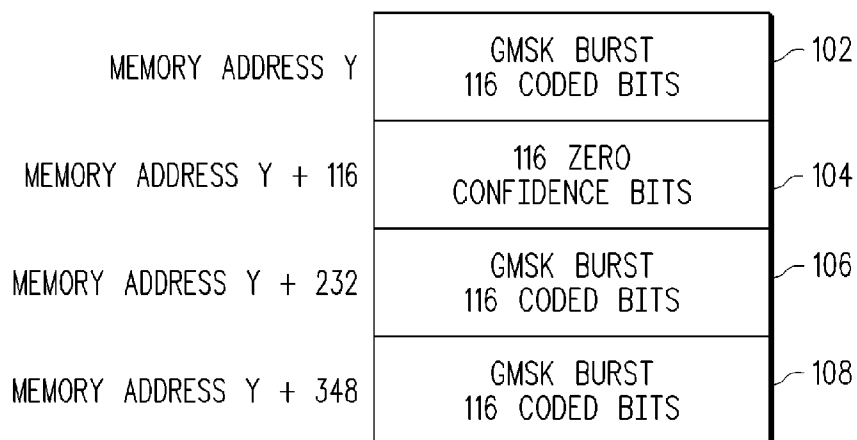 MEMORY ADDRESS Y
GMSK BURST
116 CODED BITS
102
MEMORY ADDRESS Y + 116
116 ZERO
CONFIDENCE BITS
104
MEMORY ADDRESS Y + 232
GMSK BURST
116 CODED BITS
106
MEMORY ADDRESS Y + 348
GMSK BURST
116 CODED BITS
108